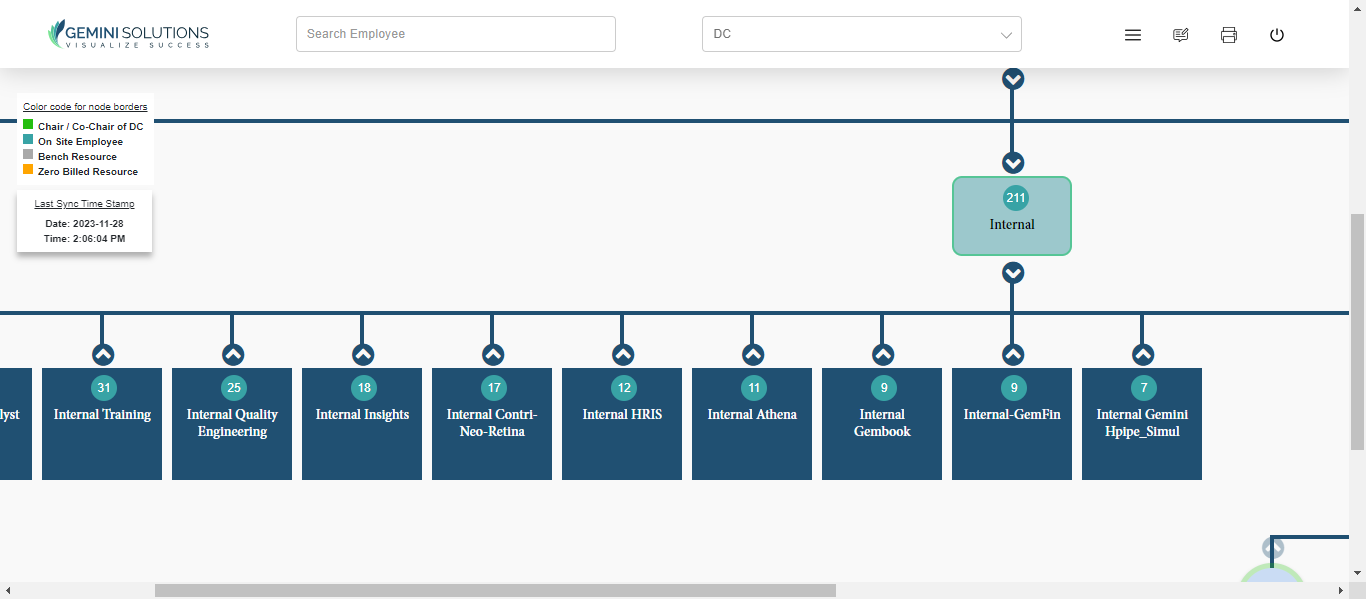 GEMINI SOLUTIONS
VISUALIZE SUCCESS
Search Employee
DC
Color code for node borders
Chair / Co-Chair of DC
On Site Employee
Bench Resource
Zero Billed Resource
Last Sync Time Stamp
Date: 2023-11-28
Time: 2:06:04 PM
211
Internal
lyst
31
Internal Training
25
Internal Quality
Engineering
18
Internal Insights
17
Internal Contri-
Neo-Retina
12
Internal HRIS
11
Internal Athena
9
Internal
Gembook
9
Internal-GemFin
7
Internal Gemini
Hpipe_Simul